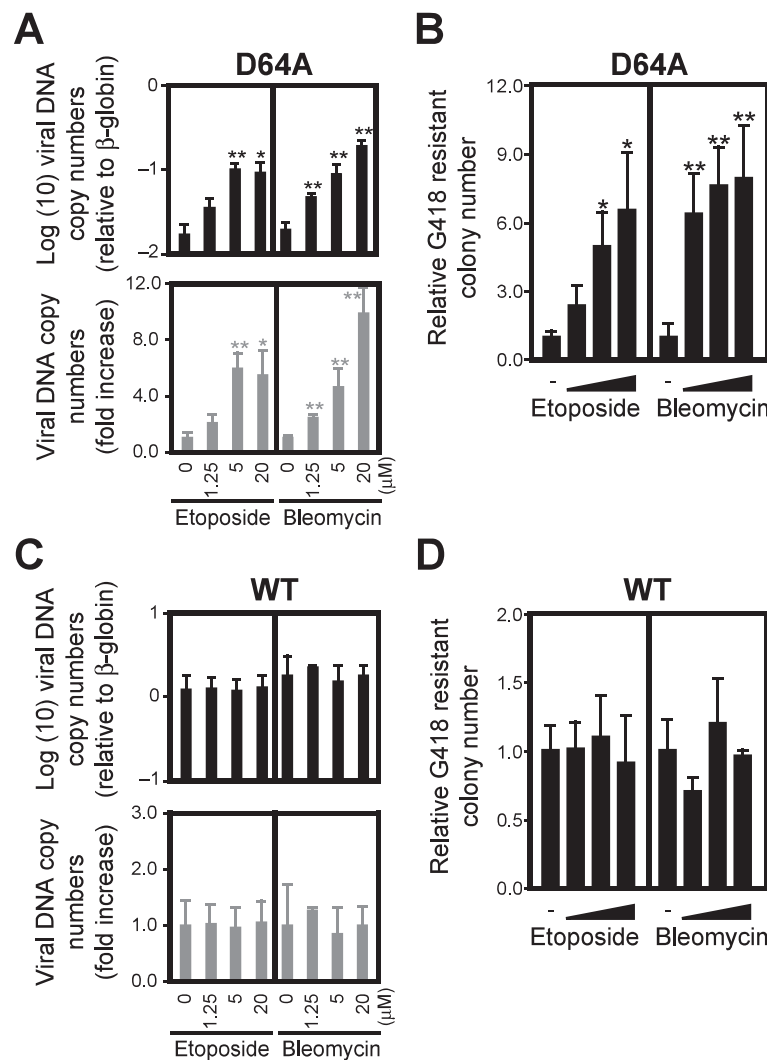 A
D64A
Log (10) viral DNA
copy numbers
(relative to β-globin)
0
–1
–2
** *
** ** **
Viral DNA copy
numbers
(fold increase)
12.0
8.0
4.0
0.0
** *
** ** **
0 1.25 5 20 0 1.25 5 20 (μM)
Etoposide Bleomycin
B
D64A
Relative G418 resistant
colony number
12.0
9.0
6.0
3.0
0.0
* *
** ** **
- -
Etoposide Bleomycin
C
WT
Log (10) viral DNA
copy numbers
(relative to β-globin)
1
0
–1
Viral DNA copy
numbers
(fold increase)
3.0
2.0
1.0
0.0
0 1.25 5 20 0 1.25 5 20 (μM)
Etoposide Bleomycin
D
WT
Relative G418 resistant
colony number
2.0
1.5
1.0
0.5
0.0
- -
Etoposide Bleomycin